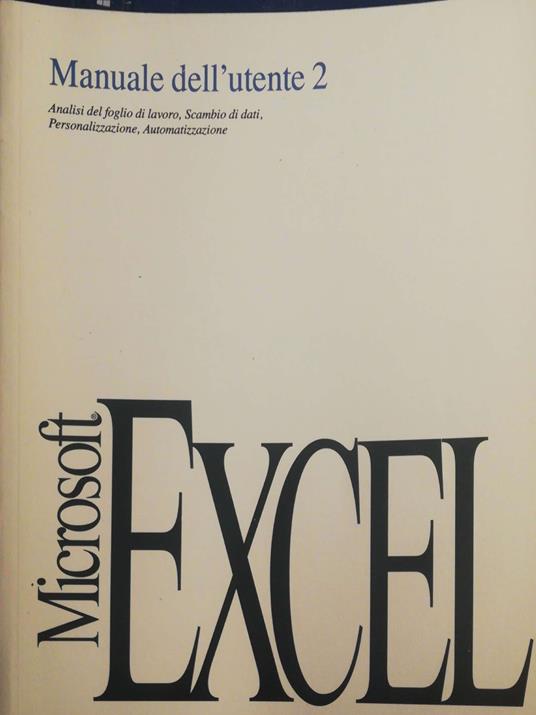 Manuale dell'utente 2
Analisi del foglio di lavoro, Scambio di dati,
Personalizzazione, Automatizzazione
Microsoft®
EXCEL